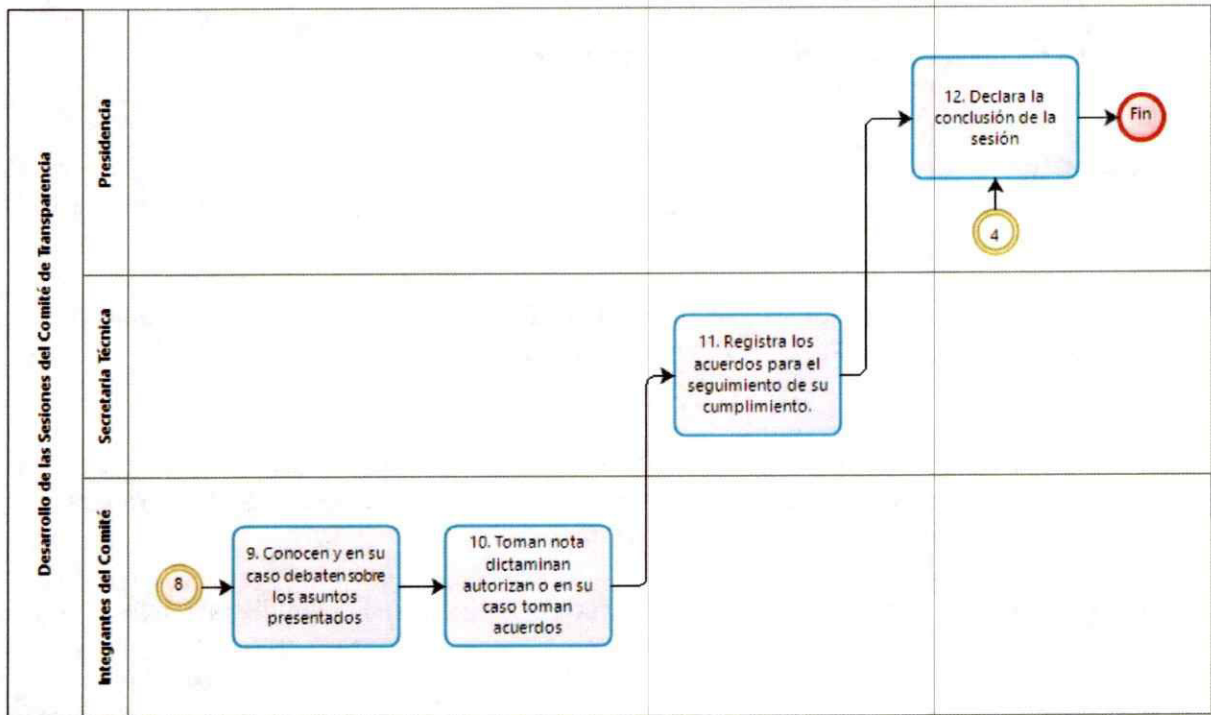 Desarrollo de las Sesiones del Comité de Transparencia
Presidencia
12. Declara la
conclusión de la
sesión
Fin
4
Secretaria Técnica
11. Registra los
acuerdos para el
seguimiento de su
cumplimiento.
Integrantes del Comité
8
9. Conocen y en su
caso debaten sobre
los asuntos
presentados
10. Toman nota
dictaminan
autorizan o en su
caso toman
acuerdos